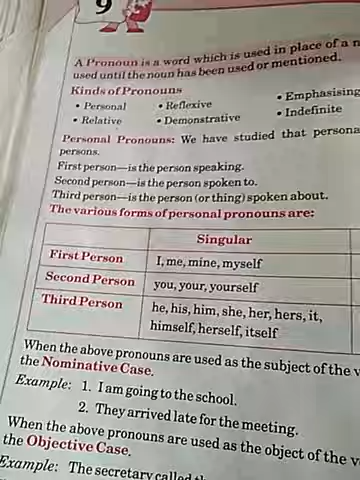 9
A Pronoun is a word which is used in place of a
used until the noun has been used or mentioned.
Kinds of Pronouns
• Personal • Reflexive • Emphasising
• Relative • Demonstrative • Indefinite
Personal Pronouns: We have studied that persona
persons.
First person—is the person speaking.
Second person—is the person spoken to.
Third person—is the person (or thing) spoken about.
The various forms of personal pronouns are:
Singular
First Person I, me, mine, myself
Second Person you, your, yourself
Third Person he, his, him, she, her, hers, it,
himself, herself, itself
When the above pronouns are used as the subject of the v
the Nominative Case.
Example: 1. I am going to the school.
2. They arrived late for the meeting.
When the above pronouns are used as the object of the v
the Objective Case.
Example: The secretary called